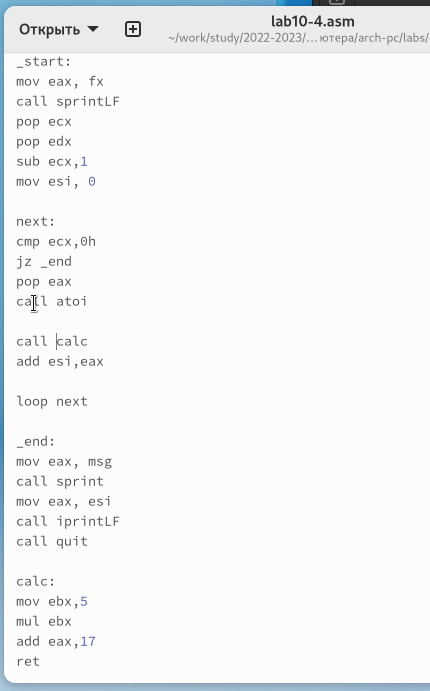 Открыть
lab10-4.asm
~/work/study/2022-2023/... ютера/arch-pc/labs/
_start:
mov eax, fx
call sprintLF
pop ecx
pop edx
sub ecx,1
mov esi, 0
next:
cmp ecx,0h
jz _end
pop eax
call atoi
call calc
add esi,eax
loop next
_end:
mov eax, msg
call sprint
mov eax, esi
call iprintLF
call quit
calc:
mov ebx,5
mul ebx
add eax,17
ret